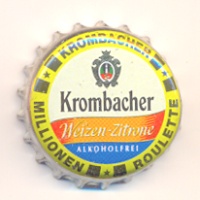 KROMBACHER
Krombacher
Weizen-Zitrone
ALKOHOLFREI
MILLIONEN ROULETTE